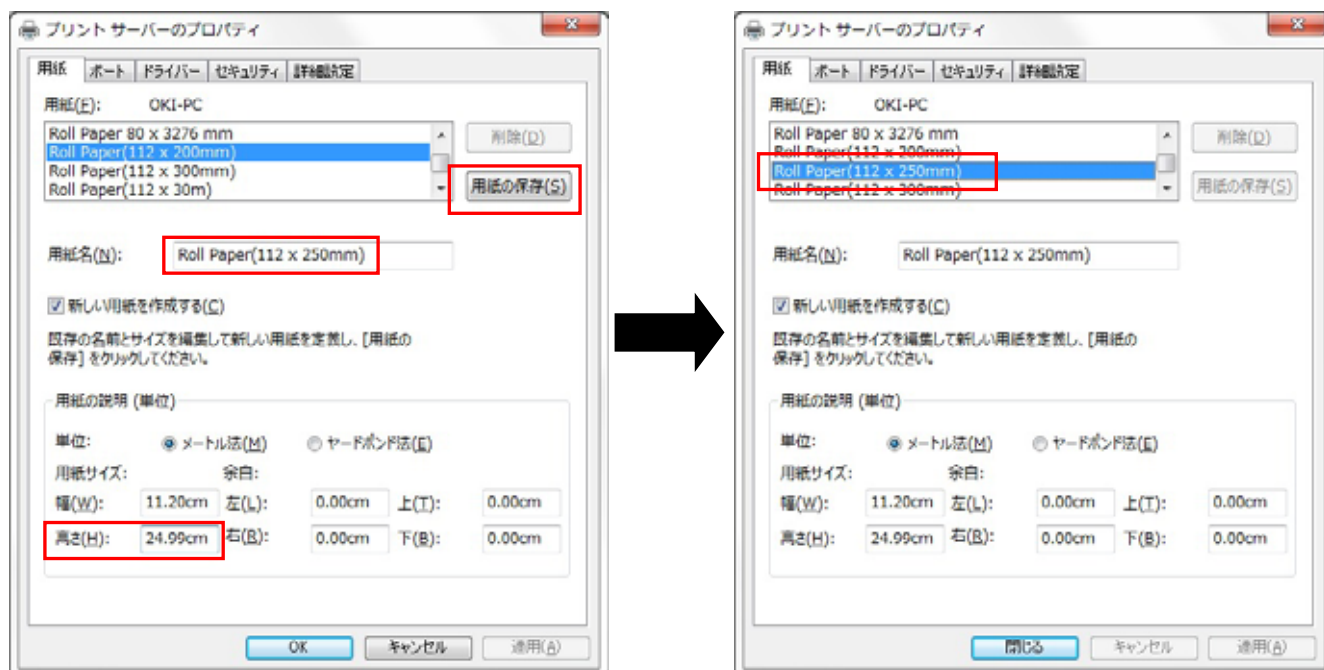 プリント サーバーのプロパティ
用紙 ポート ドライバー セキュリティ 詳細設定
用紙(F): OKI-PC
Roll Paper 80 x 3276 mm
Roll Paper(112 x 200mm)
Roll Paper(112 x 300mm)
Roll Paper(112 x 30m)
削除(D)
用紙の保存(S)
用紙名(N): Roll Paper(112 x 250mm)
新しい用紙を作成する(C)
既存の名前とサイズを編集して新しい用紙を定義し、[用紙の
保存] をクリックしてください。
用紙の説明 (単位)
単位: メートル法(M) ヤードポンド法(E)
用紙サイズ: 余白:
幅(W): 11.20cm 左(L): 0.00cm 上(T): 0.00cm
高さ(H): 24.99cm 右(R): 0.00cm 下(B): 0.00cm
OK キャンセル 適用(A)
プリント サーバーのプロパティ
用紙 ポート ドライバー セキュリティ 詳細設定
用紙(F): OKI-PC
Roll Paper 80 x 3276 mm
Roll Paper(112 x 200mm)
Roll Paper(112 x 250mm)
Roll Paper(112 x 300mm)
削除(D)
用紙の保存(S)
用紙名(N): Roll Paper(112 x 250mm)
新しい用紙を作成する(C)
既存の名前とサイズを編集して新しい用紙を定義し、[用紙の
保存] をクリックしてください。
用紙の説明 (単位)
単位: メートル法(M) ヤードポンド法(E)
用紙サイズ: 余白:
幅(W): 11.20cm 左(L): 0.00cm 上(T): 0.00cm
高さ(H): 24.99cm 右(R): 0.00cm 下(B): 0.00cm
閉じる キャンセル 適用(A)